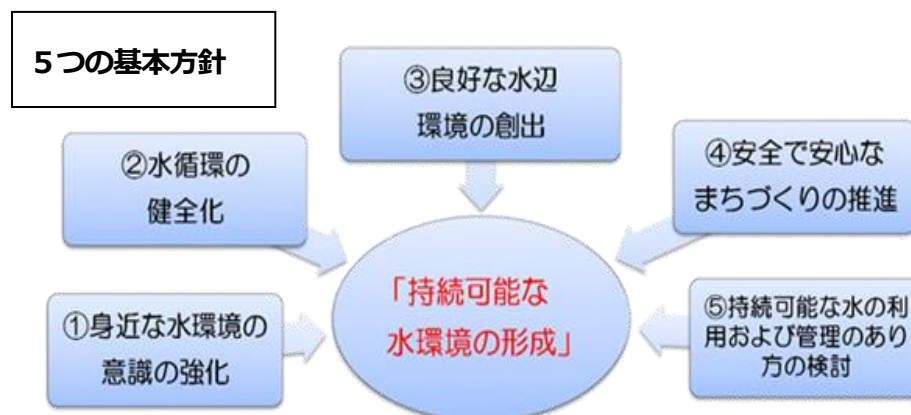 ５つの基本方針
③良好な水辺
環境の創出
②水循環の
健全化
④安全で安心な
まちづくりの推進
①身近な水環境の
意識の強化
「持続可能な
水環境の形成」
⑤持続可能な水の利
用および管理のあり
方の検討